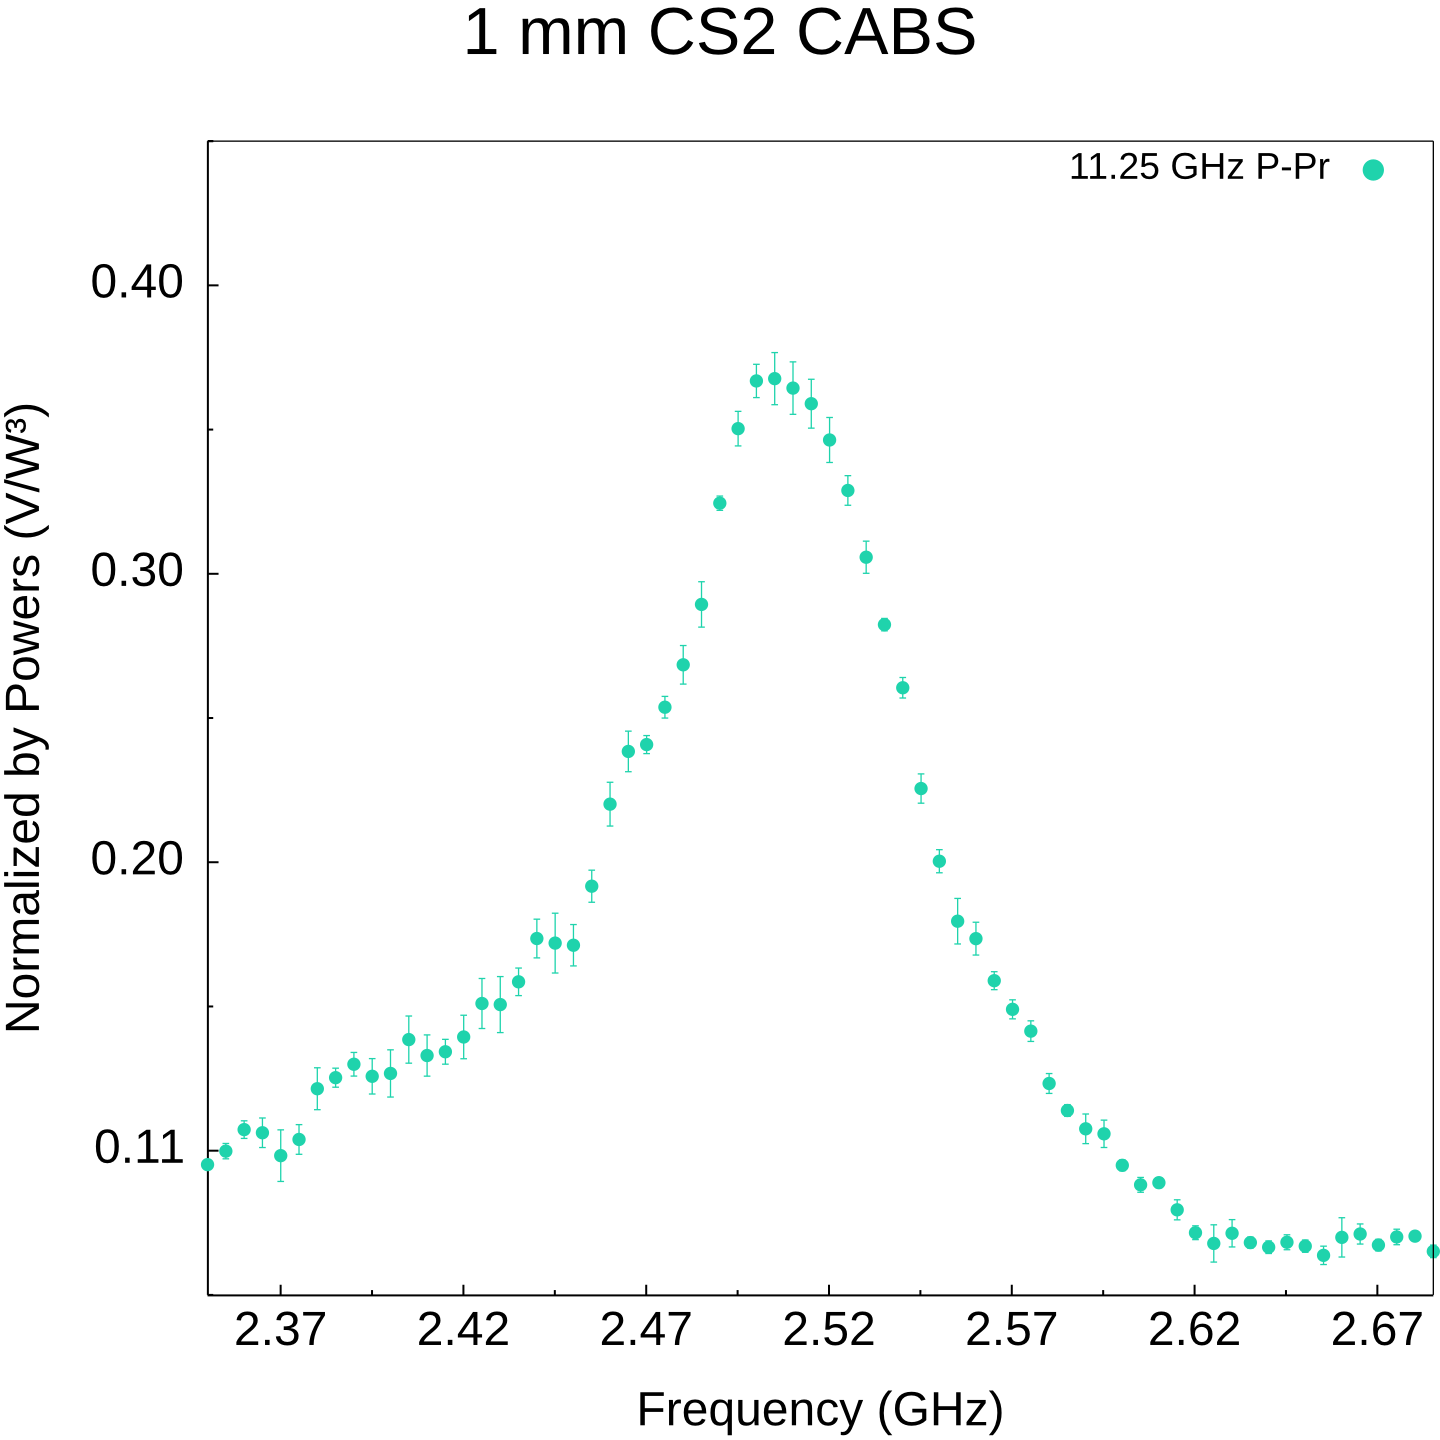 1 mm CS2 CABS
11.25 GHz P-Pr
Normalized by Powers (V/W³)
0.40
0.30
0.20
0.11
2.37 2.42 2.47 2.52 2.57 2.62 2.67
Frequency (GHz)